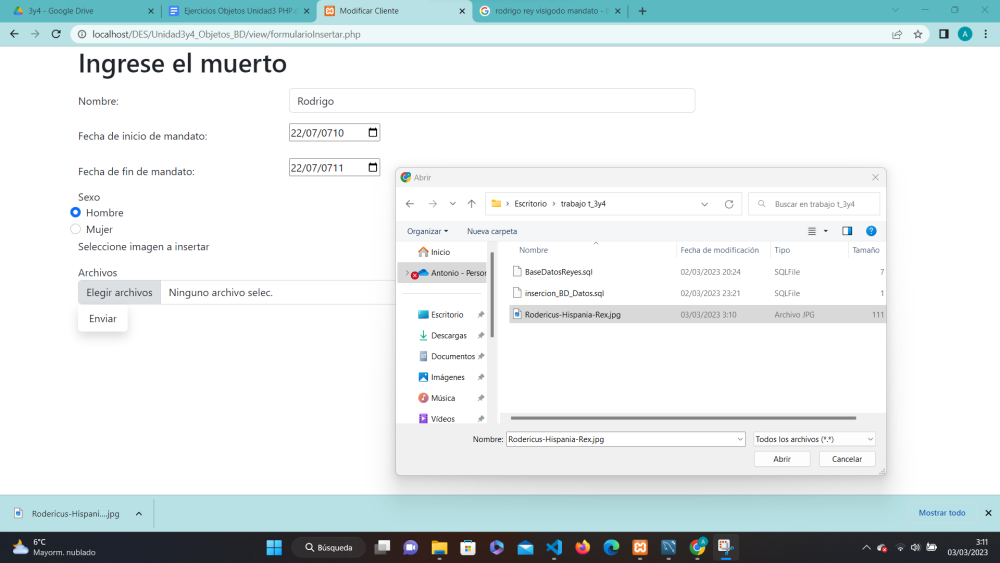 3y4 - Google Drive
Ejercicios Objetos Unidad3 PHP.
Modificar Cliente
rodrigo rey visigodo mandato -
localhost/DES/Unidad3y4_Objetos_BD/view/formularioInsertar.php
A
Ingrese el muerto
Nombre: Rodrigo
Fecha de inicio de mandato: 22/07/0710
Fecha de fin de mandato: 22/07/0711
Sexo
Hombre
Mujer
Seleccione imagen a insertar
Archivos
Elegir archivos Ninguno archivo selec.
Enviar
Abrir
Escritorio › trabajo t_3y4
Buscar en trabajo t_3y4
Organizar
Nueva carpeta
Inicio
Antonio - Person
Escritorio
Descargas
Documentos
Imágenes
Música
Vídeos
Nombre Fecha de modificación Tipo Tamaño
BaseDatosReyes.sql 02/03/2023 20:24 SQLFile 7
insercion_BD_Datos.sql 02/03/2023 23:21 SQLFile 1
Rodericus-Hispania-Rex.jpg 03/03/2023 3:10 Archivo JPG 111
Nombre: Rodericus-Hispania-Rex.jpg
Todos los archivos (*.*)
Abrir Cancelar
Rodericus-Hispani....jpg
Mostrar todo
6°C
Mayorm. nublado
Búsqueda
3:11
03/03/2023